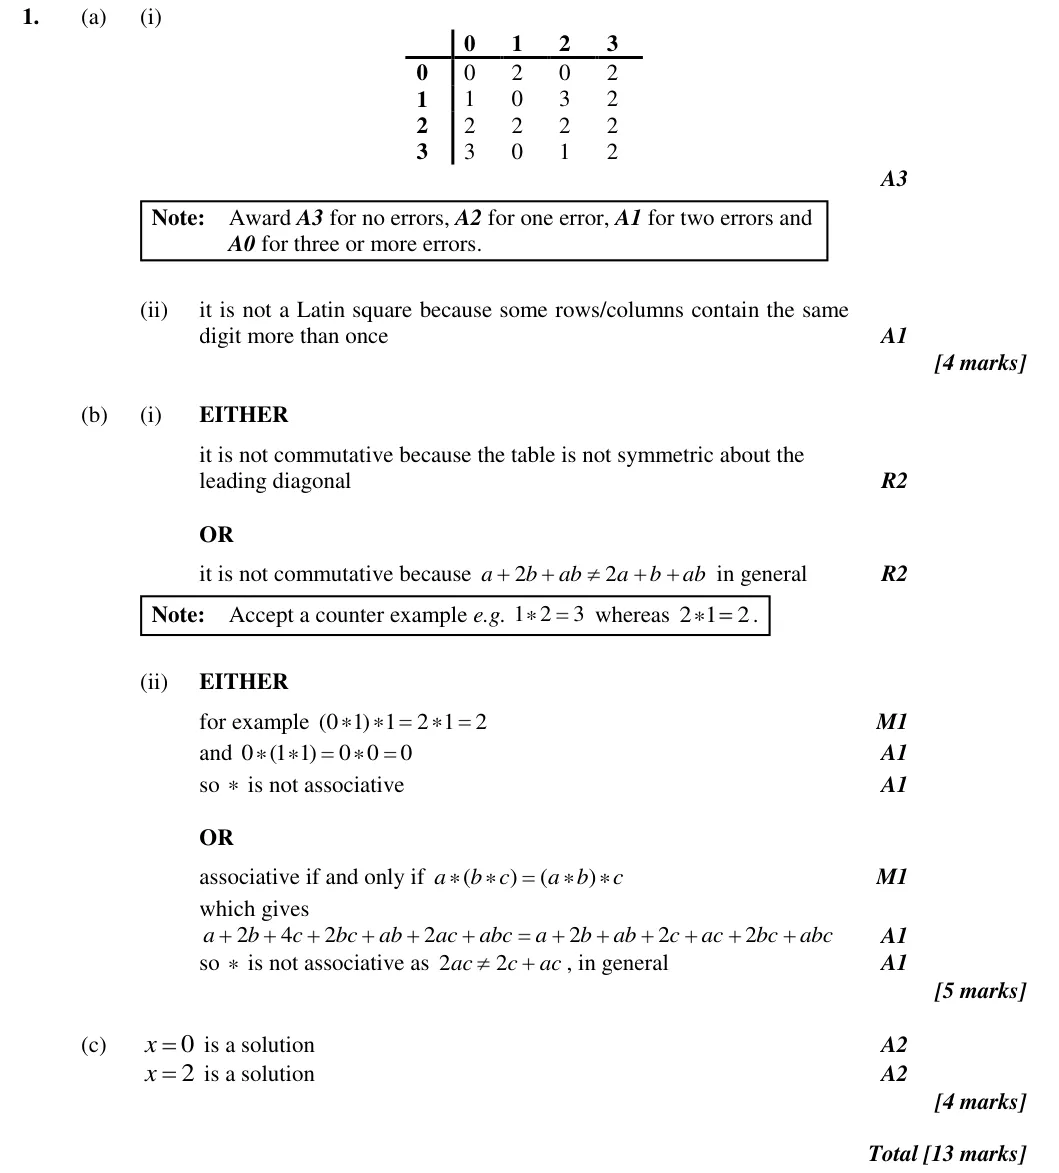 1. (a) (i)
0 1 2 3
0 0 2 0 2
1 1 0 3 2
2 2 2 2 2
3 3 0 1 2
A3
Note: Award A3 for no errors, A2 for one error, A1 for two errors and
A0 for three or more errors.
(ii) it is not a Latin square because some rows/columns contain the same
digit more than once A1
[4 marks]
(b) (i) EITHER
it is not commutative because the table is not symmetric about the
leading diagonal R2
OR
it is not commutative because a + 2b + ab ≠ 2a + b + ab in general R2
Note: Accept a counter example e.g. 1∗2 = 3 whereas 2∗1 = 2.
(ii) EITHER
for example (0∗1)∗1 = 2∗1 = 2 M1
and 0∗(1∗1) = 0∗0 = 0 A1
so ∗ is not associative A1
OR
associative if and only if a∗(b∗c) = (a∗b)∗c M1
which gives
a + 2b + 4c + 2bc + ab + 2ac + abc = a + 2b + ab + 2c + ac + 2bc + abc A1
so ∗ is not associative as 2ac ≠ 2c + ac, in general A1
[5 marks]
(c) x = 0 is a solution A2
x = 2 is a solution A2
[4 marks]
Total [13 marks]